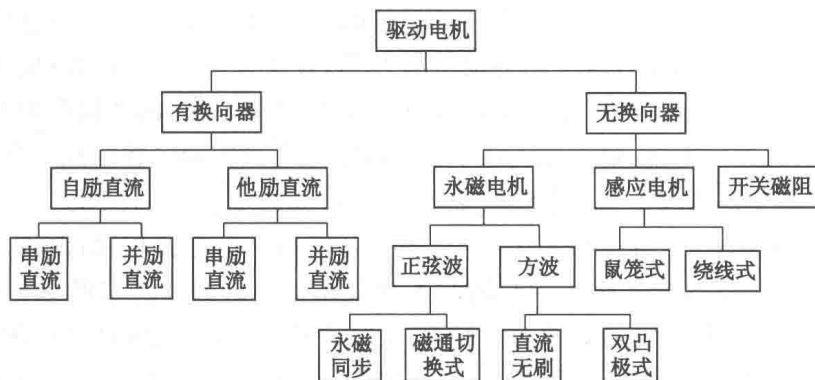 驱动电机
有换向器
无换向器
自励直流
他励直流
永磁电机
感应电机
开关磁阻
串励
直流
并励
直流
串励
直流
并励
直流
正弦波
方波
鼠笼式
绕线式
永磁
同步
磁通切
换式
直流
无刷
双凸
极式